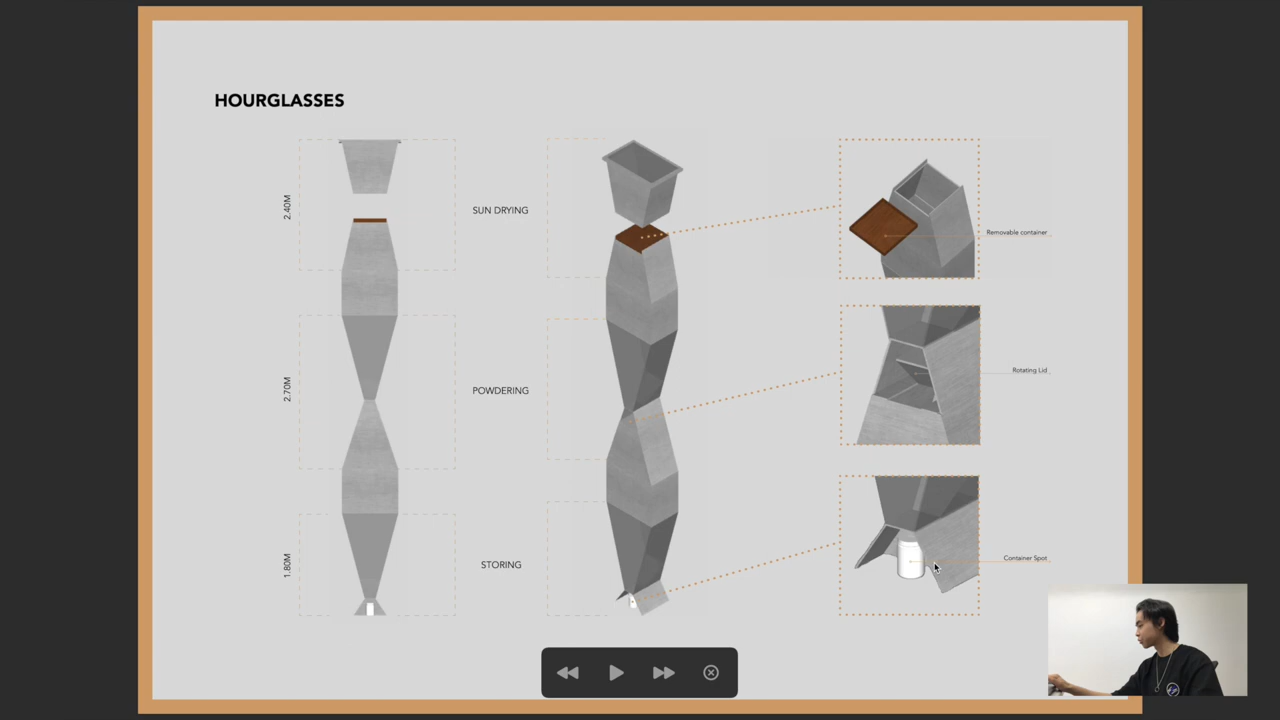 HOURGLASSES
2.40M
SUN DRYING
Removable container
2.70M
POWDERING
Rotating Lid
1.80M
STORING
Container Spot